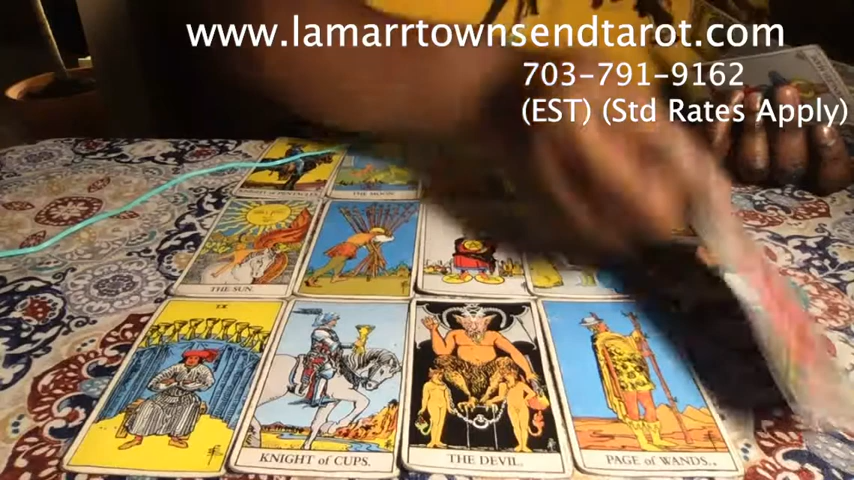 www.lamarrtownsendtarot.com
703-791-9162
(EST) (Std Rates Apply)
THE MOON.
THE SUN.
IX
KNIGHT of CUPS.
THE DEVIL.
PAGE of WANDS.